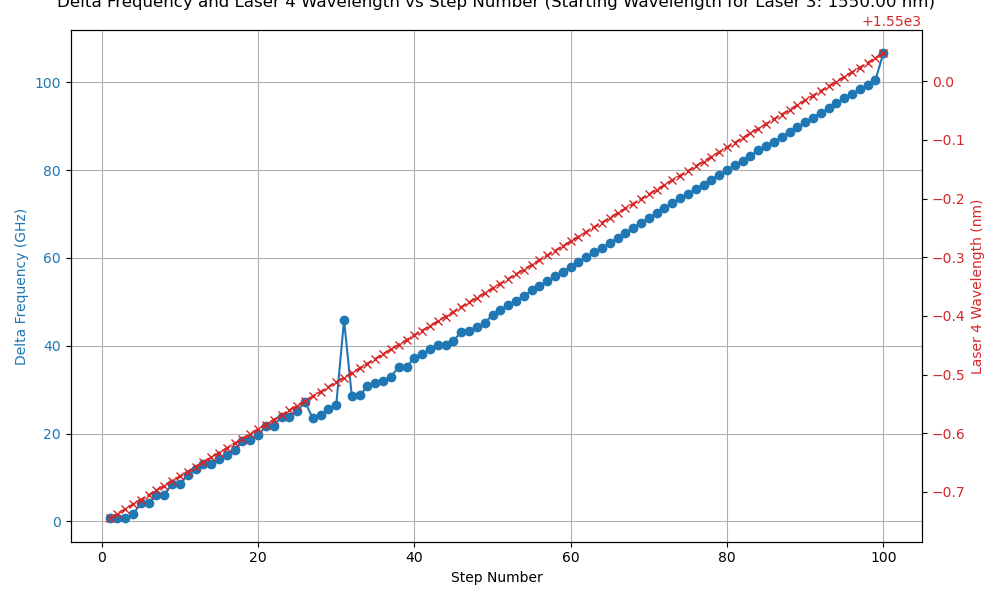 Delta Frequency and Laser 4 Wavelength vs Step Number (Starting Wavelength for Laser 3: 1550.00 nm)
+1.55e3
Delta Frequency (GHz)
100
80
60
40
20
0
0.0
−0.1
−0.2
−0.3
−0.4
−0.5
−0.6
−0.7
Laser 4 Wavelength (nm)
0 20 40 60 80 100
Step Number